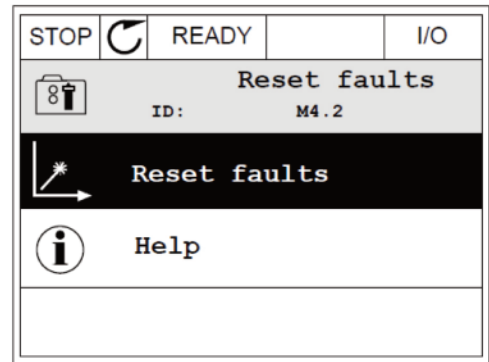 STOP READY I/O
Reset faults
ID: M4.2
Reset faults
Help